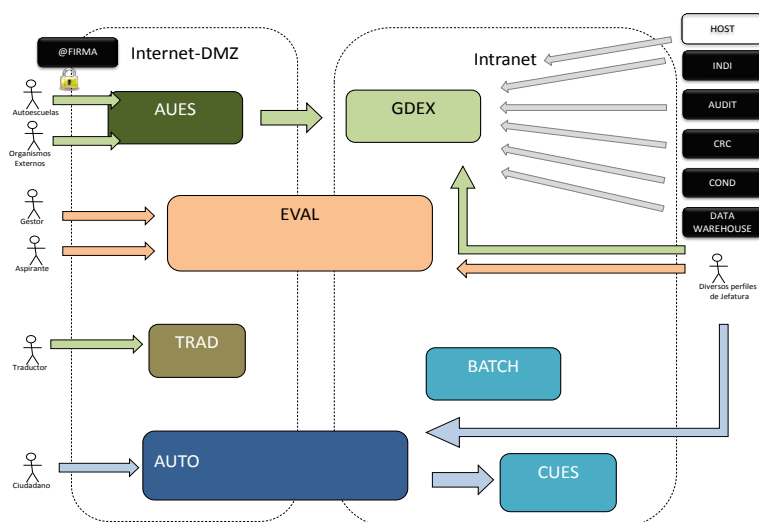 HOST
@FIRMA
Internet-DMZ
Intranet
INDI
Autoescuelas
AUES
GDEX
AUDIT
Organismos
Externos
CRC
COND
Gestor
EVAL
DATA
WAREHOUSE
Aspirante
Diversos perfiles
de Jefatura
Traductor
TRAD
BATCH
AUTO
CUES
Ciudadano